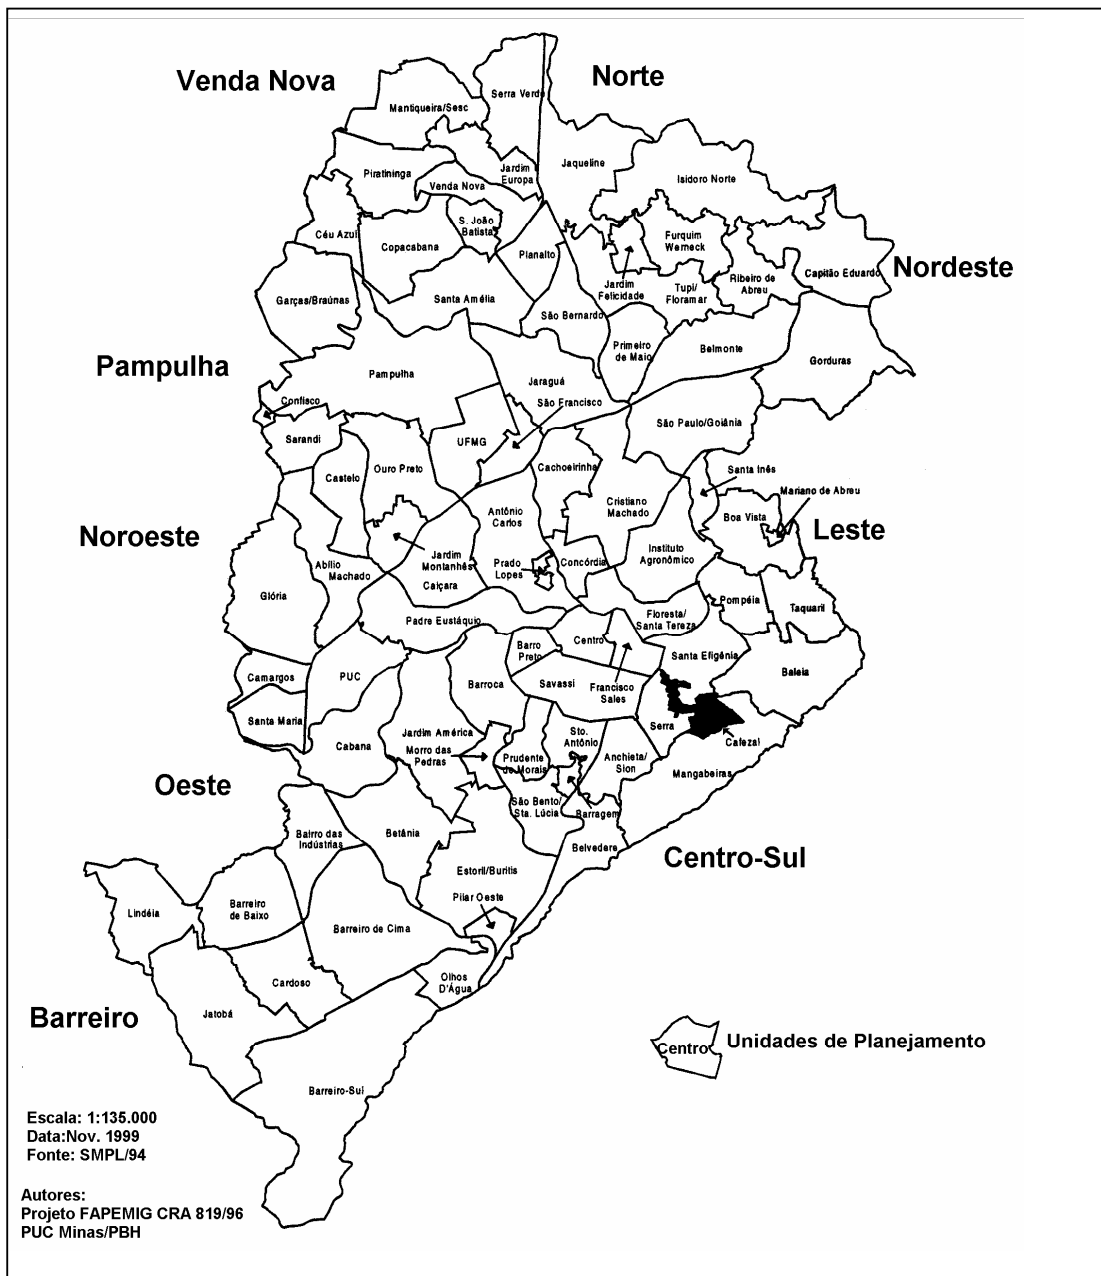 Venda Nova
Norte
Serra Verde
Mantiqueira/Sesc
Jaqueline
Piratininga
Jardim
Europa
Venda Nova
Isidoro Norte
S. João
Batista
Céu Azul
Copacabana
Planalto
Furquim
Werneck
Nordeste
Capitão Eduardo
Ribeiro de
Abreu
Jardim
Felicidade
Tupi/
Floramar
Garças/Braúnas
Santa Amélia
São Bernardo
Primeiro
de Maio
Belmonte
Gorduras
Pampulha
Pampulha
Jaraguá
São Francisco
Confisco
São Paulo/Goiânia
Sarandi
UFMG
Castelo
Ouro Preto
Cachoeirinha
Santa Inês
Mariano de Abreu
Cristiano
Machado
Boa Vista
Leste
Noroeste
Antônio
Carlos
Jardim
Montanhês
Abílio
Machado
Prado
Lopes
Concórdia
Instituto
Agronômico
Glória
Caiçara
Pompéia
Taquaril
Padre Eustáquio
Floresta/
Santa Tereza
Barro
Preto
Centro
Santa Efigênia
Baleia
Camargos
PUC
Barroca
Savassi
Francisco
Sales
Santa Maria
Jardim América
Sto.
Antônio
Serra
Cafezal
Cabana
Morro das
Pedras
Prudente
de Morais
Anchieta/
Sion
Mangabeiras
Oeste
São Bento/
Sta. Lúcia
Barragem
Bairro das
Indústrias
Betânia
Belvedere
Centro-Sul
Estoril/Buritis
Pilar Oeste
Lindéia
Barreiro
de Baixo
Barreiro de Cima
Olhos
D'Água
Cardoso
Barreiro
Jatobá
Centro
Unidades de Planejamento
Barreiro-Sul
Escala: 1:135.000
Data:Nov. 1999
Fonte: SMPL/94
Autores:
Projeto FAPEMIG CRA 819/96
PUC Minas/PBH